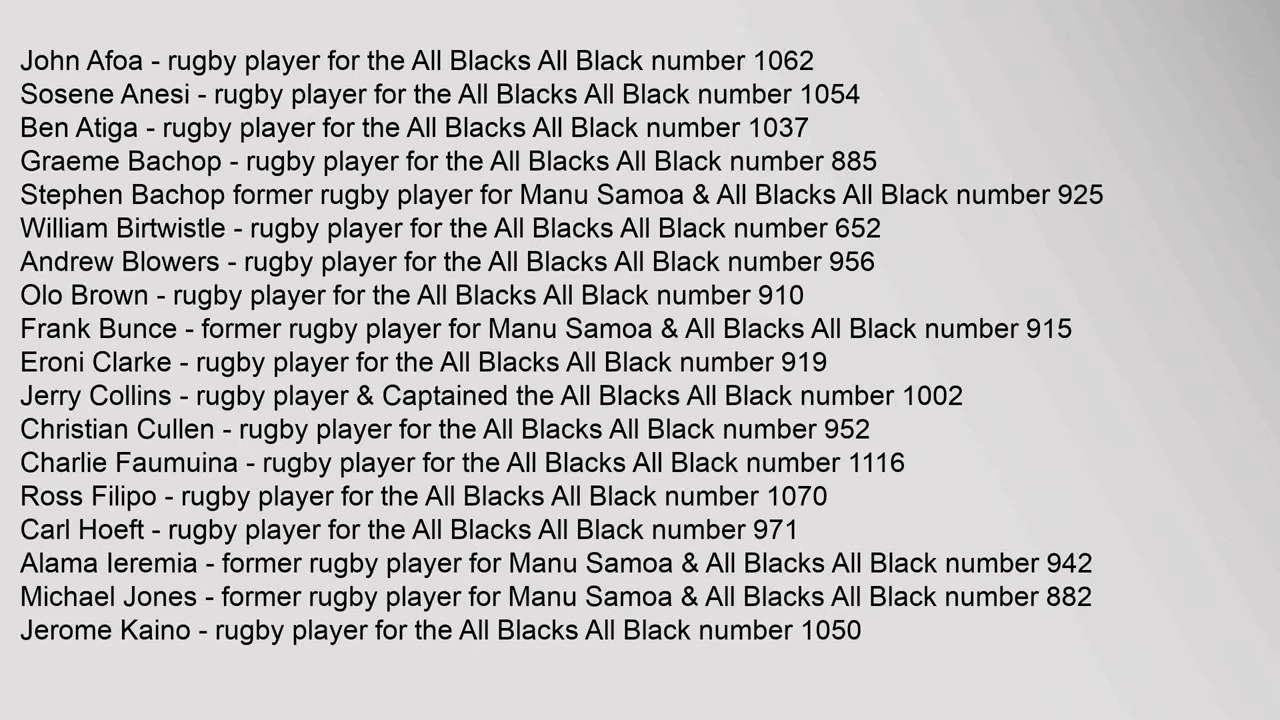 John Afoa - rugby player for the All Blacks All Black number 1062
Sosene Anesi - rugby player for the All Blacks All Black number 1054
Ben Atiga - rugby player for the All Blacks All Black number 1037
Graeme Bachop - rugby player for the All Blacks All Black number 885
Stephen Bachop former rugby player for Manu Samoa & All Blacks All Black number 925
William Birtwistle - rugby player for the All Blacks All Black number 652
Andrew Blowers - rugby player for the All Blacks All Black number 956
Olo Brown - rugby player for the All Blacks All Black number 910
Frank Bunce - former rugby player for Manu Samoa & All Blacks All Black number 915
Eroni Clarke - rugby player for the All Blacks All Black number 919
Jerry Collins - rugby player & Captained the All Blacks All Black number 1002
Christian Cullen - rugby player for the All Blacks All Black number 952
Charlie Faumuina - rugby player for the All Blacks All Black number 1116
Ross Filipo - rugby player for the All Blacks All Black number 1070
Carl Hoeft - rugby player for the All Blacks All Black number 971
Alama Ieremia - former rugby player for Manu Samoa & All Blacks All Black number 942
Michael Jones - former rugby player for Manu Samoa & All Blacks All Black number 882
Jerome Kaino - rugby player for the All Blacks All Black number 1050